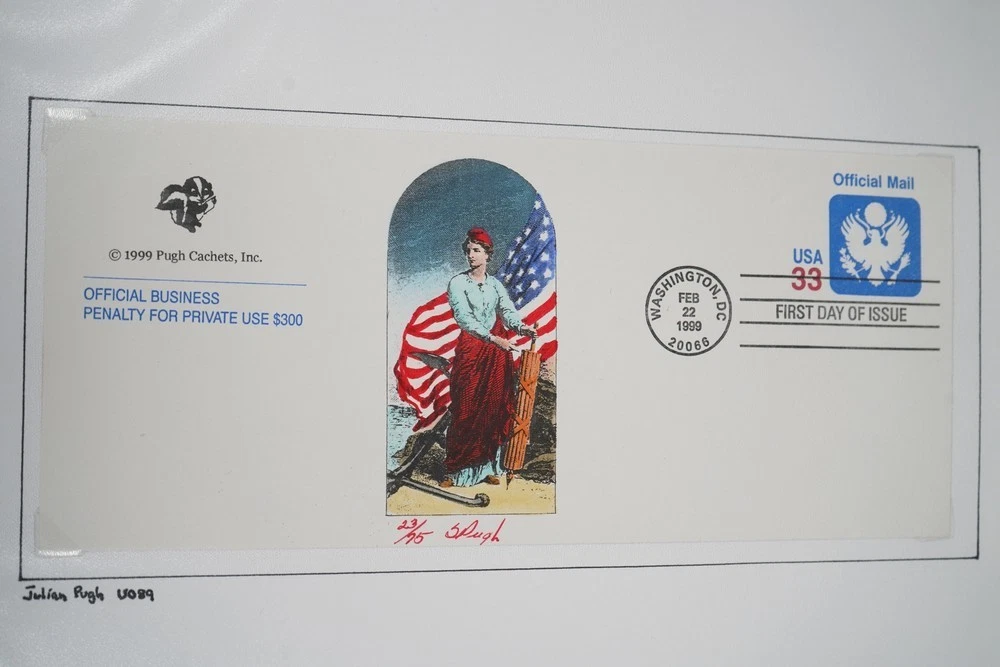 © 1999 Pugh Cachets, Inc.
OFFICIAL BUSINESS
PENALTY FOR PRIVATE USE $300
23/75 SPugh
WASHINGTON, DC
FEB
22
1999
20066
Official Mail
USA
33
FIRST DAY OF ISSUE
Julian Pugh UO89